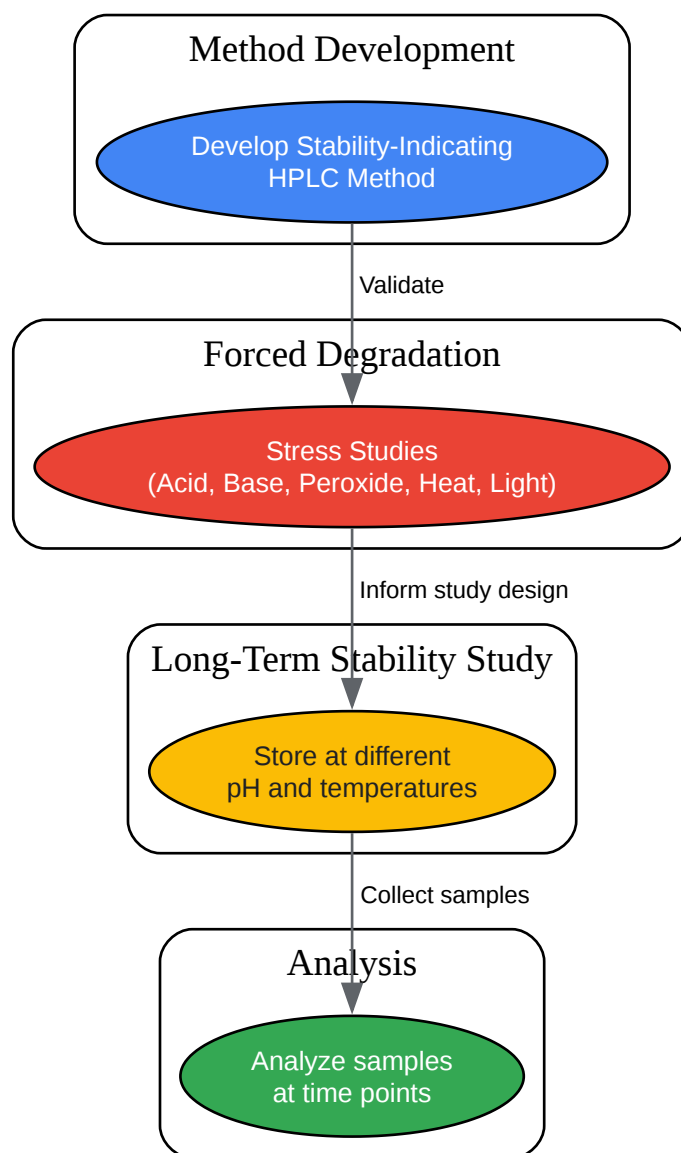 Method Development
Develop Stability-Indicating
HPLC Method
Validate
Forced Degradation
Stress Studies
(Acid, Base, Peroxide, Heat, Light)
Inform study design
Long-Term Stability Study
Store at different
pH and temperatures
Collect samples
Analysis
Analyze samples
at time points